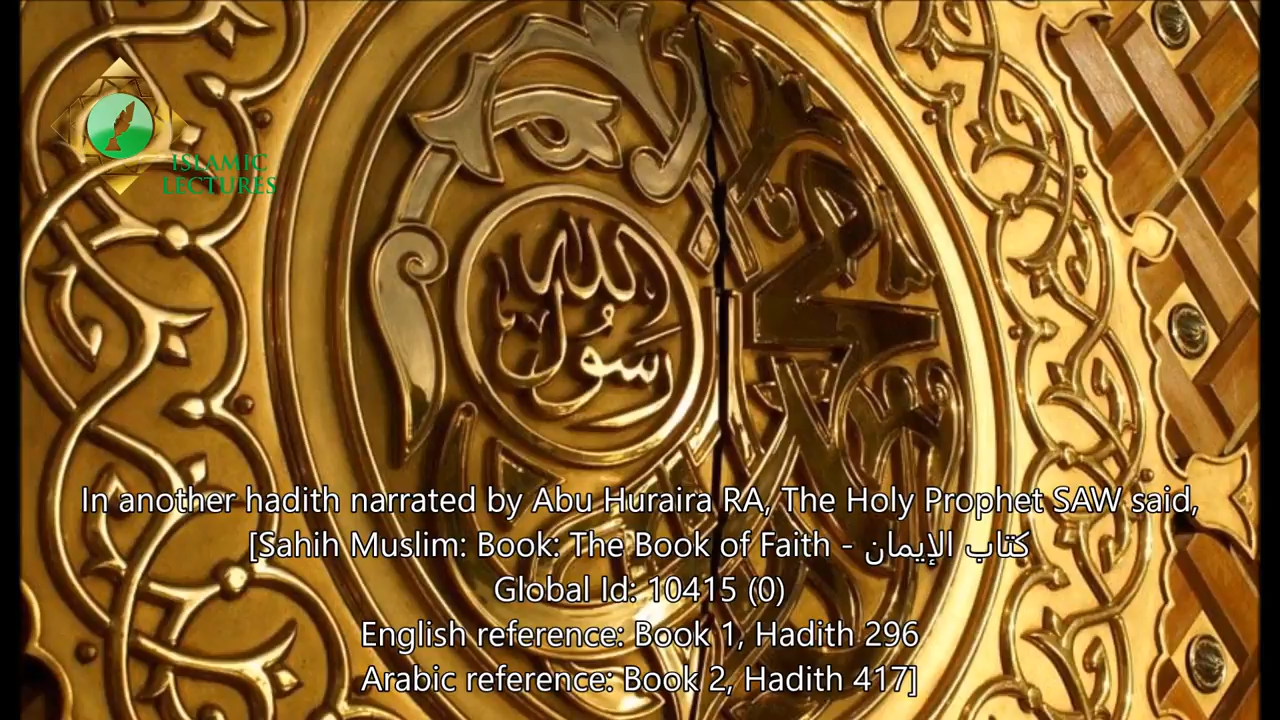 ISLAMIC
LECTURES
الله
رسول
In another hadith narrated by Abu Huraira RA, The Holy Prophet SAW said,
[Sahih Muslim: Book: The Book of Faith - كتاب الإيمان
Global Id: 10415 (0)
English reference: Book 1, Hadith 296
Arabic reference: Book 2, Hadith 417]